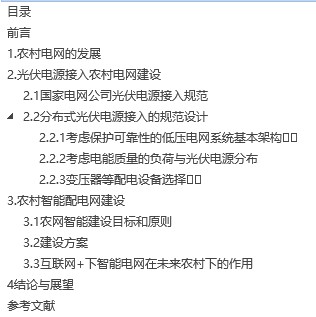 目录
前言
1.农村电网的发展
2.光伏电源接入农村电网建设
2.1国家电网公司光伏电源接入规范
2.2分布式光伏电源接入的规范设计
2.2.1考虑保护可靠性的低压电网系统基本架构
2.2.2考虑电能质量的负荷与光伏电源分布
2.2.3变压器等配电设备选择
3.农村智能配电网建设
3.1农网智能建设目标和原则
3.2建设方案
3.3互联网+下智能电网在未来农村下的作用
4结论与展望
参考文献